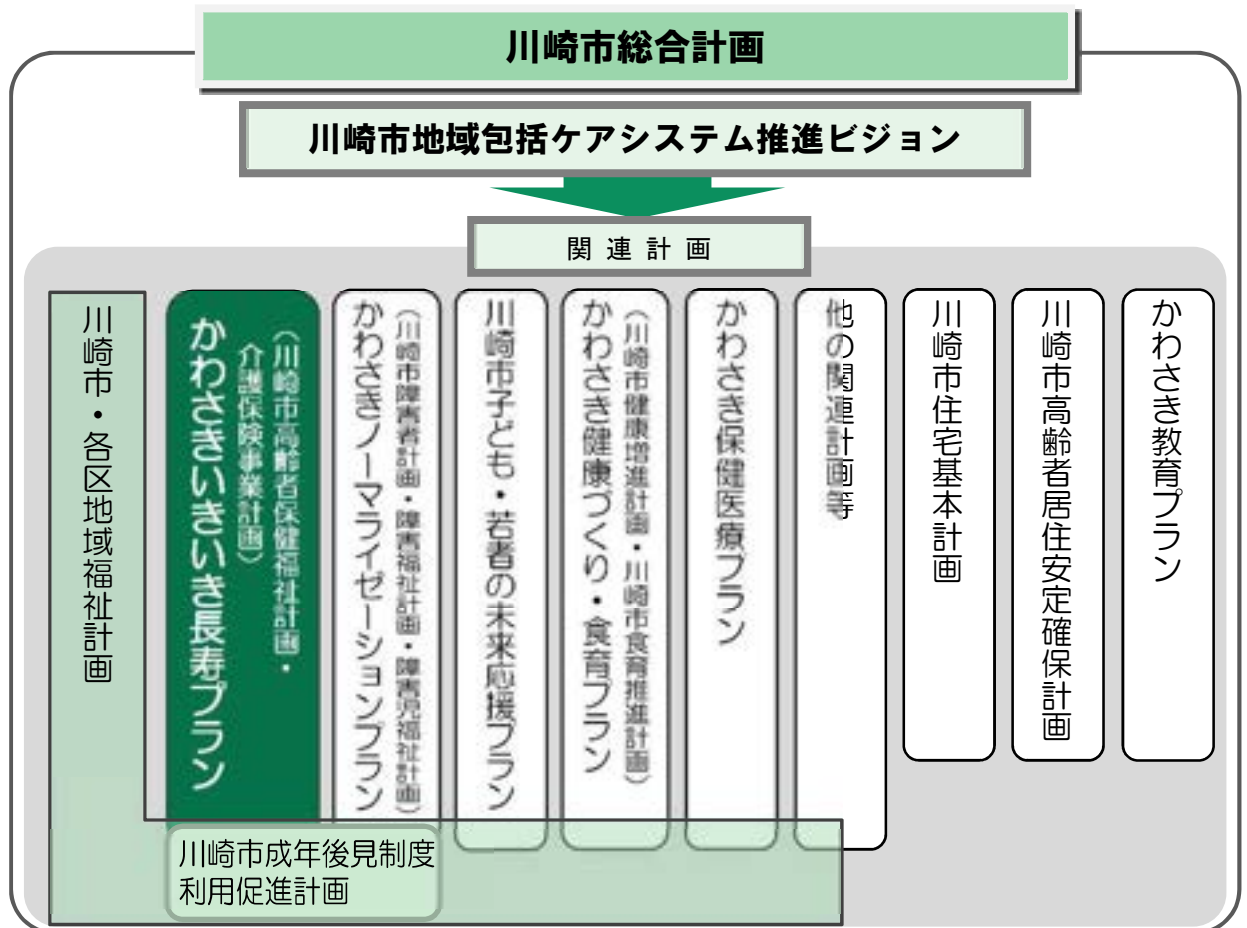 川崎市総合計画
川崎市地域包括ケアシステム推進ビジョン
関連計画
川崎市・各区地域福祉計画
かわさきいきいき長寿プラン
（川崎市高齢者保健福祉計画・
介護保険事業計画）
かわさきノーマライゼーションプラン
（川崎市障害者計画・障害福祉計画・障害児福祉計画）
川崎市子ども・若者の未来応援プラン
かわさき健康づくり・食育プラン
（川崎市健康増進計画・川崎市食育推進計画）
かわさき保健医療プラン
他の関連計画等
川崎市住宅基本計画
川崎市高齢者居住安定確保計画
かわさき教育プラン
川崎市成年後見制度
利用促進計画